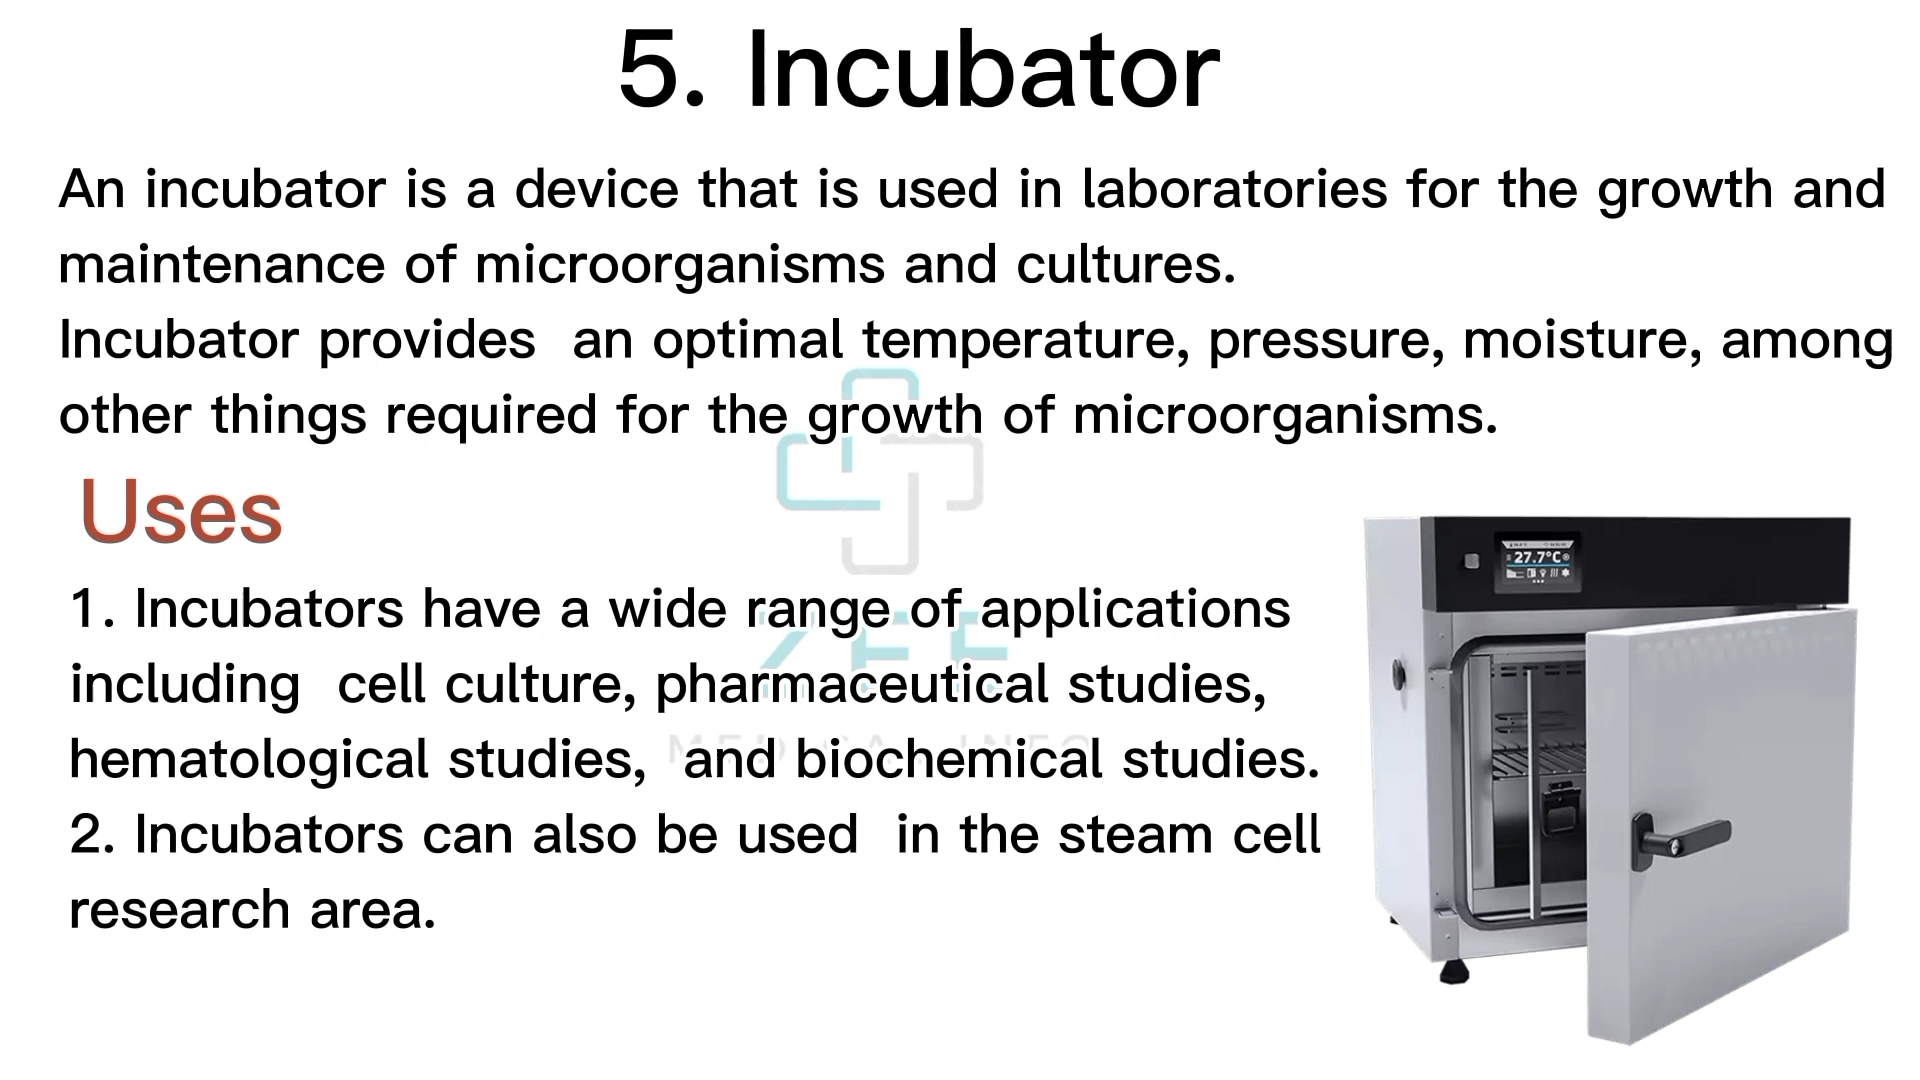 5. Incubator
An incubator is a device that is used in laboratories for the growth and
maintenance of microorganisms and cultures.
Incubator provides  an optimal temperature, pressure, moisture, among
other things required for the growth of microorganisms.
Uses
1. Incubators have a wide range of applications
including  cell culture, pharmaceutical studies,
hematological studies,  and biochemical studies.
2. Incubators can also be used  in the steam cell
research area.
27.7°C
ZEE
MEDICAL INFO